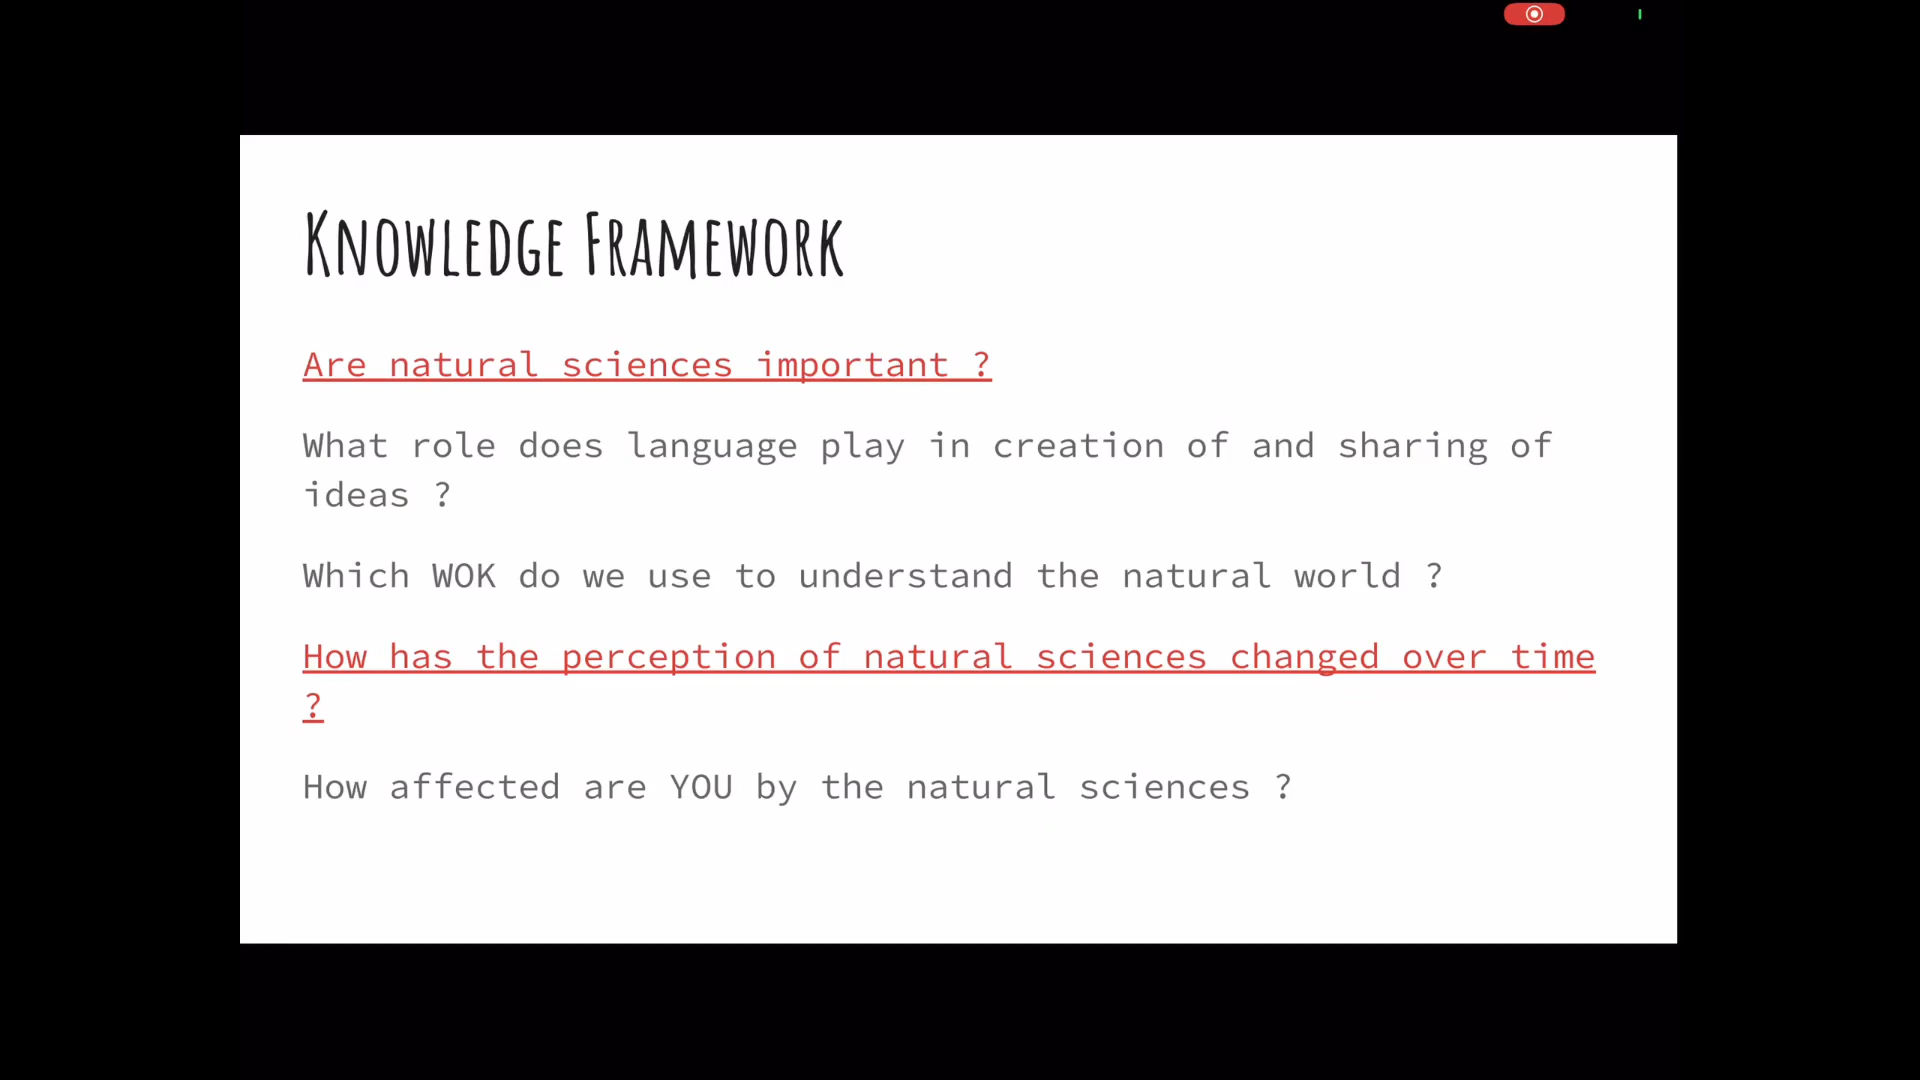 Knowledge Framework
Are natural sciences important ?
What role does language play in creation of and sharing of
ideas ?
Which WOK do we use to understand the natural world ?
How has the perception of natural sciences changed over time
?
How affected are YOU by the natural sciences ?